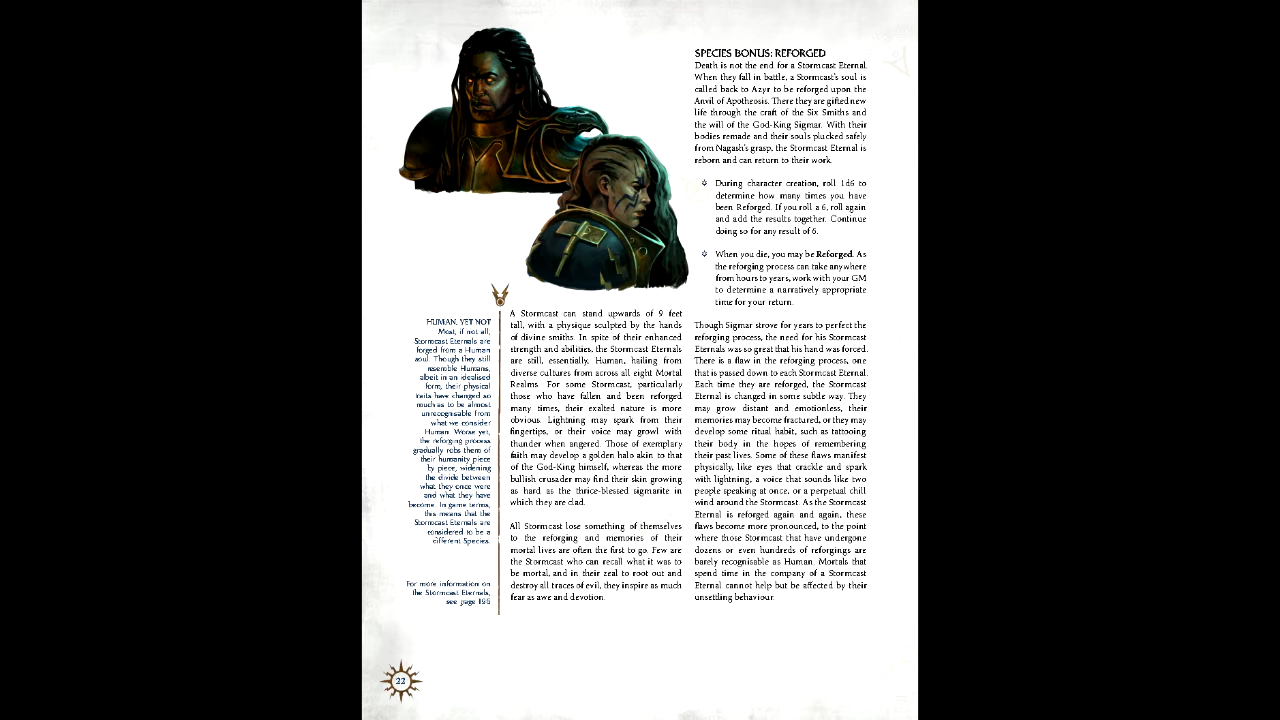 HUMAN, YET NOT
Most, if not all,
Stormcast Eternals are
forged from a Human
soul. Though they still
resemble Humans,
albeit in an idealised
form, their physical
traits have changed so
much as to be almost
unrecognisable from
what we consider
Human. Worse yet,
the reforging process
gradually robs them of
their humanity piece
by piece, widening
the divide between
what they once were
and what they have
become. In game terms,
this means that the
Stormcast Eternals are
considered to be a
different Species.
For more information on
the Stormcast Eternals,
see page 196
A Stormcast can stand upwards of 9 feet
tall, with a physique sculpted by the hands
of divine smiths. In spite of their enhanced
strength and abilities, the Stormcast Eternals
are still, essentially, Human, hailing from
diverse cultures from across all eight Mortal
Realms. For some Stormcast, particularly
those who have fallen and been reforged
many times, their exalted nature is more
obvious. Lightning may spark from their
fingertips, or their voice may growl with
thunder when angered. Those of exemplary
faith may develop a golden halo akin to that
of the God-King himself, whereas the more
bullish crusader may find their skin growing
as hard as the thrice-blessed sigmarite in
which they are clad.
All Stormcast lose something of themselves
to the reforging and memories of their
mortal lives are often the first to go. Few are
the Stormcast who can recall what it was to
be mortal, and in their zeal to root out and
destroy all traces of evil, they inspire as much
fear as awe and devotion.
SPECIES BONUS: REFORGED
Death is not the end for a Stormcast Eternal.
When they fall in battle, a Stormcast's soul is
called back to Azyr to be reforged upon the
Anvil of Apotheosis. There they are gifted new
life through the craft of the Six Smiths and
the will of the God-King Sigmar. With their
bodies remade and their souls plucked safely
from Nagash's grasp, the Stormcast Eternal is
reborn and can return to their work.
During character creation, roll 1d6 to
determine how many times you have
been Reforged. If you roll a 6, roll again
and add the results together. Continue
doing so for any result of 6.
When you die, you may be Reforged. As
the reforging process can take anywhere
from hours to years, work with your GM
to determine a narratively appropriate
time for your return.
Though Sigmar strove for years to perfect the
reforging process, the need for his Stormcast
Eternals was so great that his hand was forced.
There is a flaw in the reforging process, one
that is passed down to each Stormcast Eternal.
Each time they are reforged, the Stormcast
Eternal is changed in some subtle way. They
may grow distant and emotionless, their
memories may become fractured, or they may
develop some ritual habit, such as tattooing
their body in the hopes of remembering
their past lives. Some of these flaws manifest
physically, like eyes that crackle and spark
with lightning, a voice that sounds like two
people speaking at once, or a perpetual chill
wind around the Stormcast. As the Stormcast
Eternal is reforged again and again, these
flaws become more pronounced, to the point
where those Stormcast that have undergone
dozens or even hundreds of reforgings are
barely recognisable as Human. Mortals that
spend time in the company of a Stormcast
Eternal cannot help but be affected by their
unsettling behaviour.
22